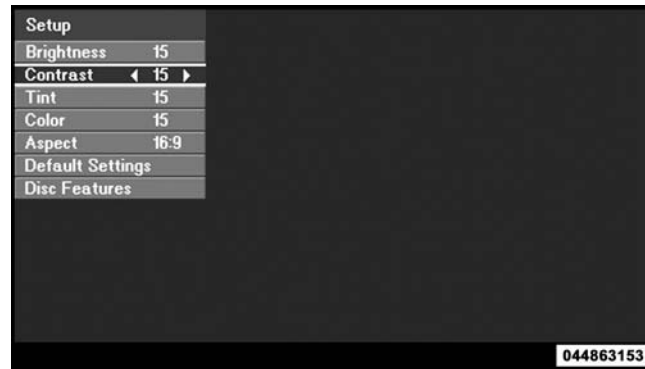 Setup
Brightness 15
Contrast 15
Tint 15
Color 15
Aspect 16:9
Default Settings
Disc Features
044863153